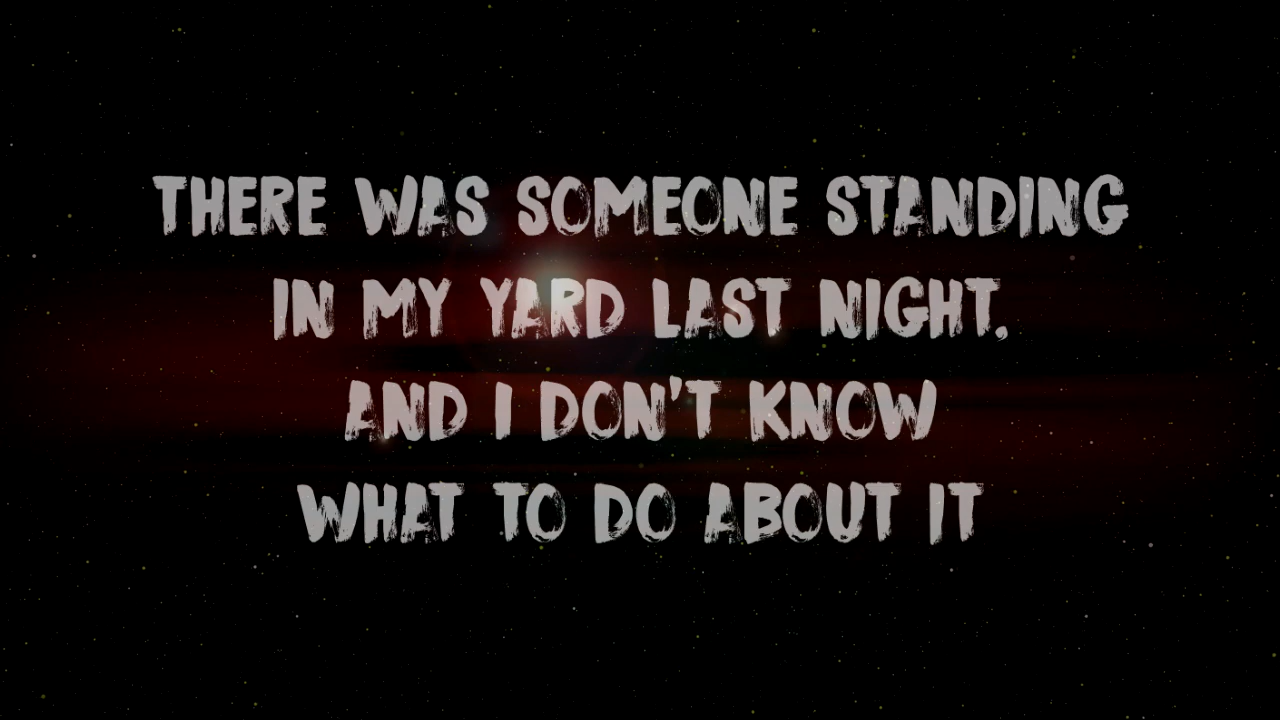 THERE WAS SOMEONE STANDING
IN MY YARD LAST NIGHT,
AND I DON'T KNOW
WHAT TO DO ABOUT IT